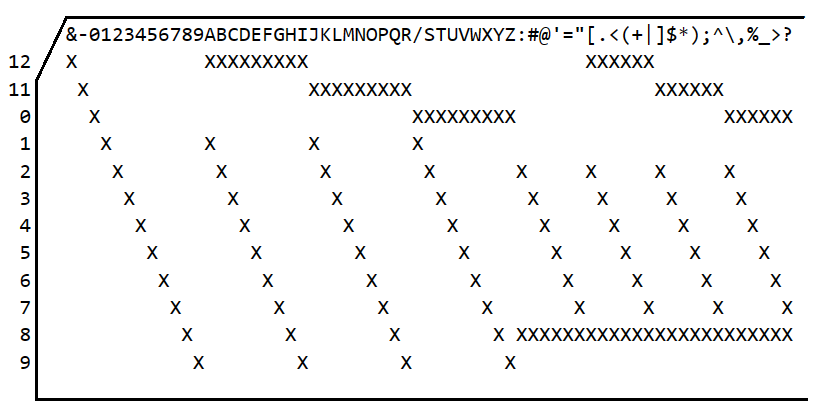 &-0123456789ABCDEFGHIJKLMNOPQR/STUVWXYZ:#@'="[.<(+|]$*);^\,%_>?
12   X           XXXXXXXXX                        XXXXXX
11    X                   XXXXXXXXX                     XXXXXX
 0     X                           XXXXXXXXX                  XXXXXX
 1      X        X        X        X
 2       X        X        X        X       X     X     X     X
 3        X        X        X        X       X     X     X     X
 4         X        X        X        X       X     X     X     X
 5          X        X        X        X       X     X     X     X
 6           X        X        X        X       X     X     X     X
 7            X        X        X        X       X     X     X     X
 8             X        X        X        X XXXXXXXXXXXXXXXXXXXXXXXX
 9              X        X        X        X